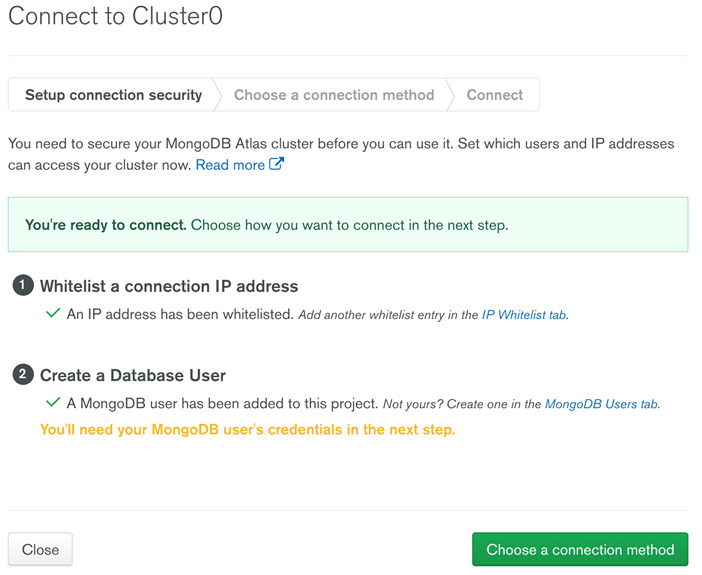 Connect to Cluster0
Setup connection security
Choose a connection method
Connect
You need to secure your MongoDB Atlas cluster before you can use it. Set which users and IP addresses
can access your cluster now. Read more
You're ready to connect. Choose how you want to connect in the next step.
1 Whitelist a connection IP address
An IP address has been whitelisted. Add another whitelist entry in the IP Whitelist tab.
2 Create a Database User
A MongoDB user has been added to this project. Not yours? Create one in the MongoDB Users tab.
You'll need your MongoDB user's credentials in the next step.
Close
Choose a connection method